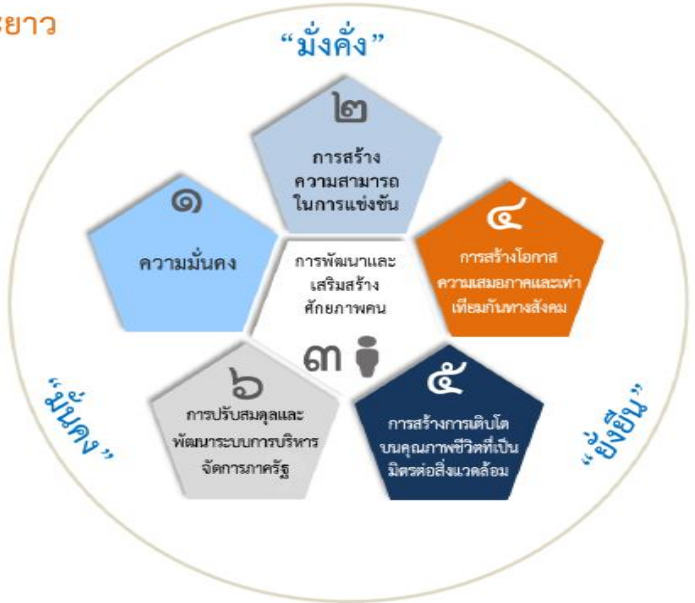 ะยาว
“มั่งคั่ง”
๒
การสร้าง
ความสามารถ
ในการแข่งขัน
๑
ความมั่นคง
๔
การสร้างโอกาส
ความเสมอภาคและเท่า
เทียมกันทางสังคม
การพัฒนาและ
เสริมสร้าง
ศักยภาพคน
๓
๖
การปรับสมดุลและ
พัฒนาระบบการบริหาร
จัดการภาครัฐ
๕
การสร้างการเติบโต
บนคุณภาพชีวิตที่เป็น
มิตรต่อสิ่งแวดล้อม
“มั่นคง”
“ยั่งยืน”